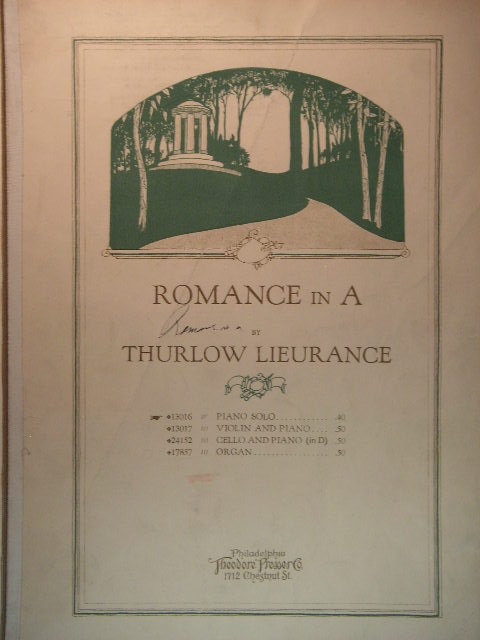 ROMANCE IN A
BY
THURLOW LIEURANCE
13016 PIANO SOLO............ .40
13017 VIOLIN AND PIANO.... .50
24152 CELLO AND PIANO (in D) .50
17857 ORGAN.................. .50
Philadelphia
Theodore Presser Co.
1712 Chestnut St.